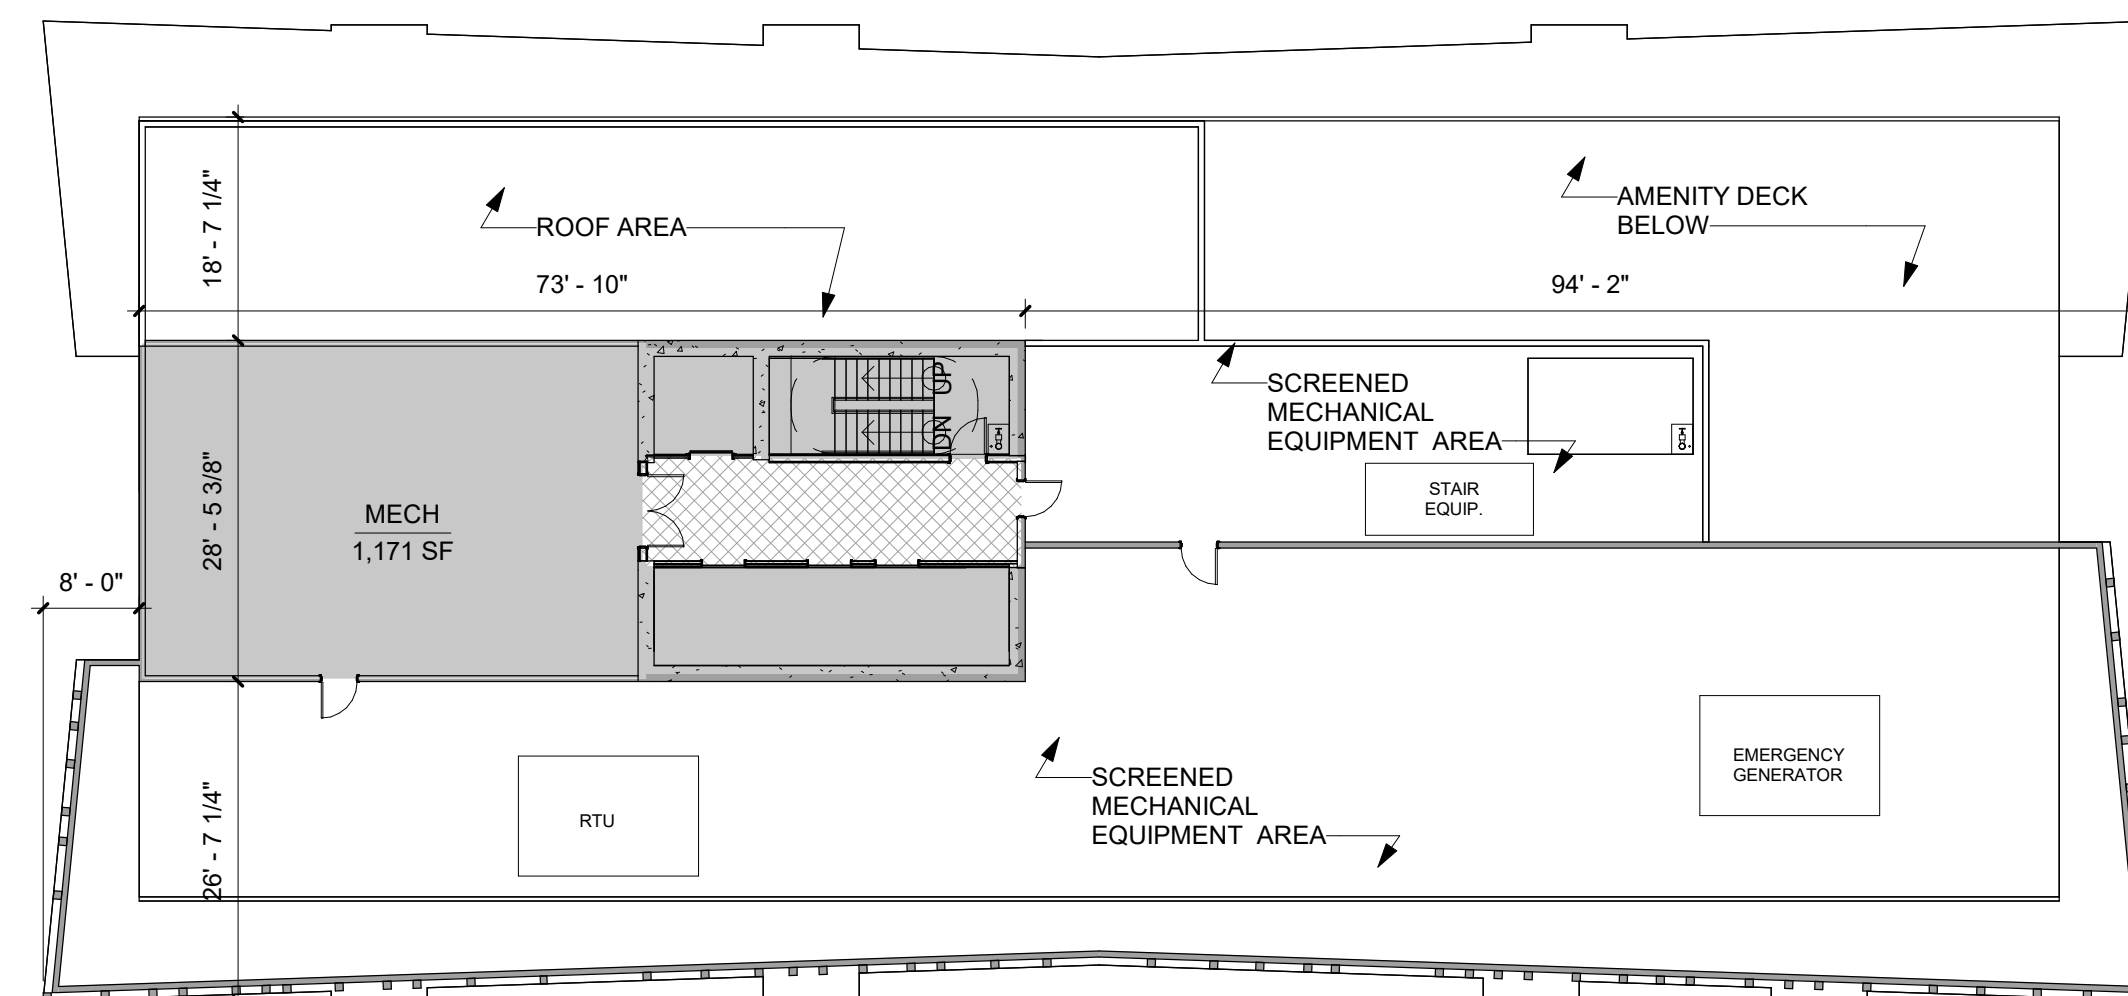 AMENITY DECK
BELOW
ROOF AREA
18' - 7 1/4"
73' - 10"
94' - 2"
SCREENED
MECHANICAL
EQUIPMENT AREA
UP
DN
STAIR
EQUIP.
MECH
1,171 SF
28' - 5 3/8"
8' - 0"
EMERGENCY
GENERATOR
SCREENED
MECHANICAL
EQUIPMENT AREA
RTU
26' - 7 1/4"